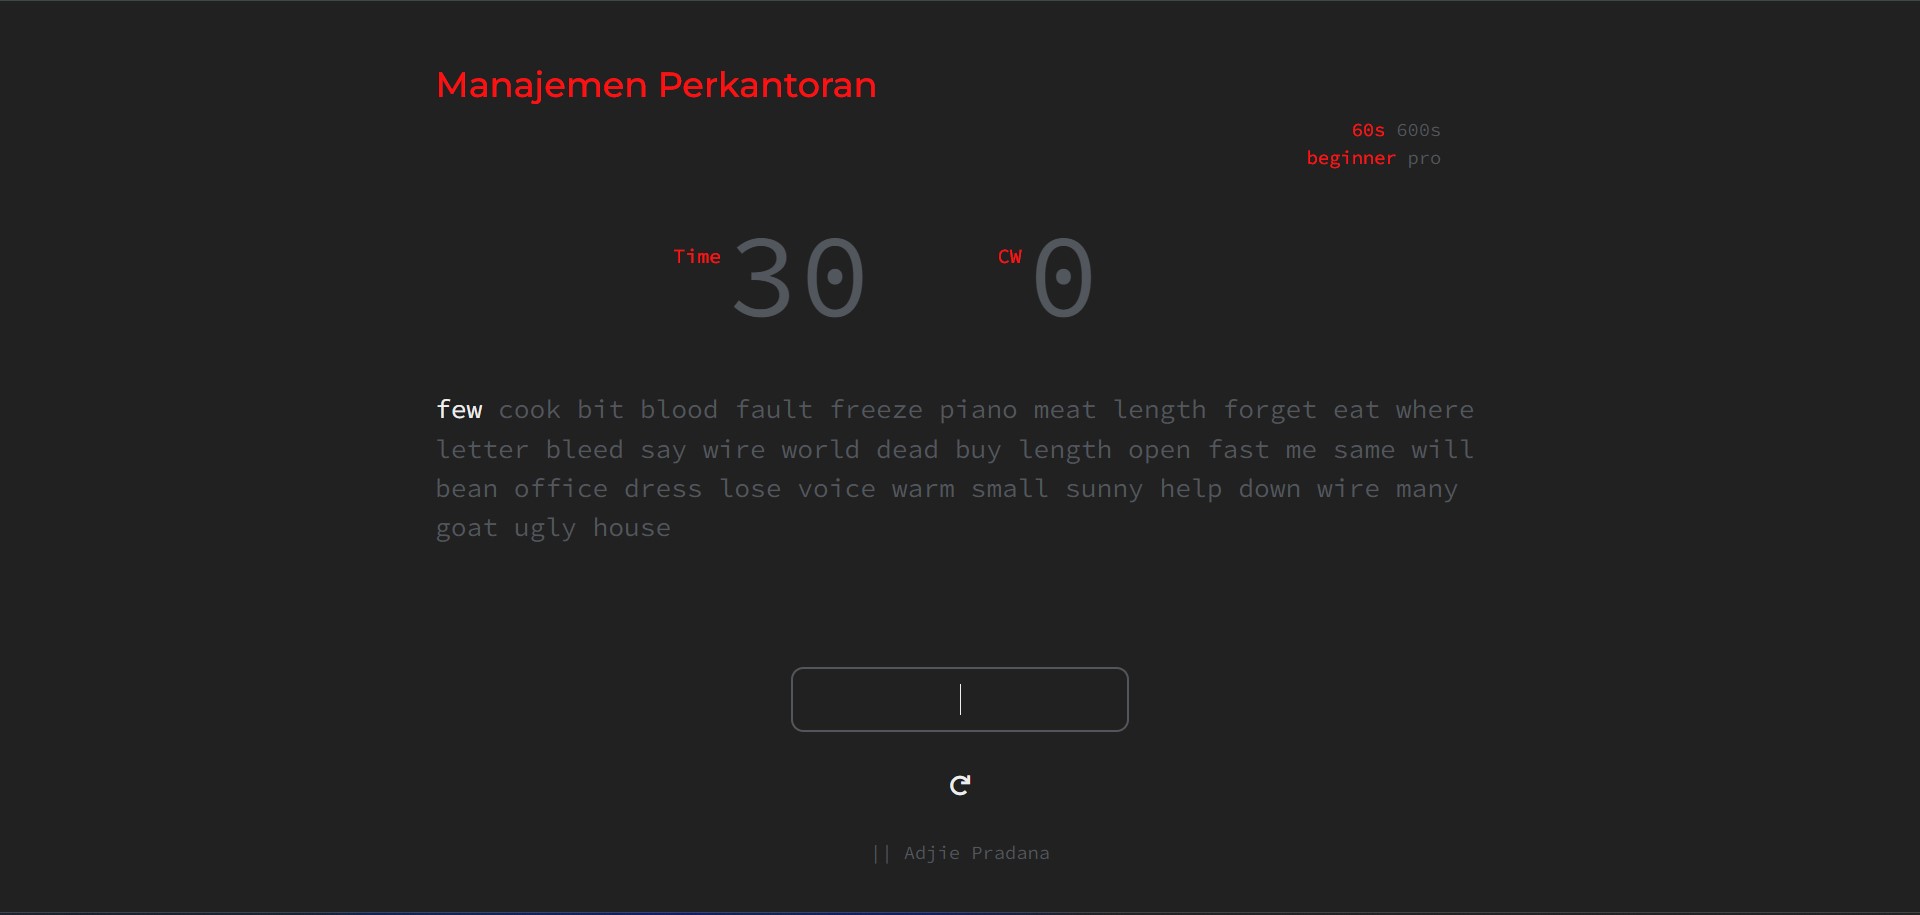 Manajemen Perkantoran
60s 600s
beginner pro
Time 30 CW 0
few cook bit blood fault freeze piano meat length forget eat where
letter bleed say wire world dead buy length open fast me same will
bean office dress lose voice warm small sunny help down wire many
goat ugly house
|| Adjie Pradana